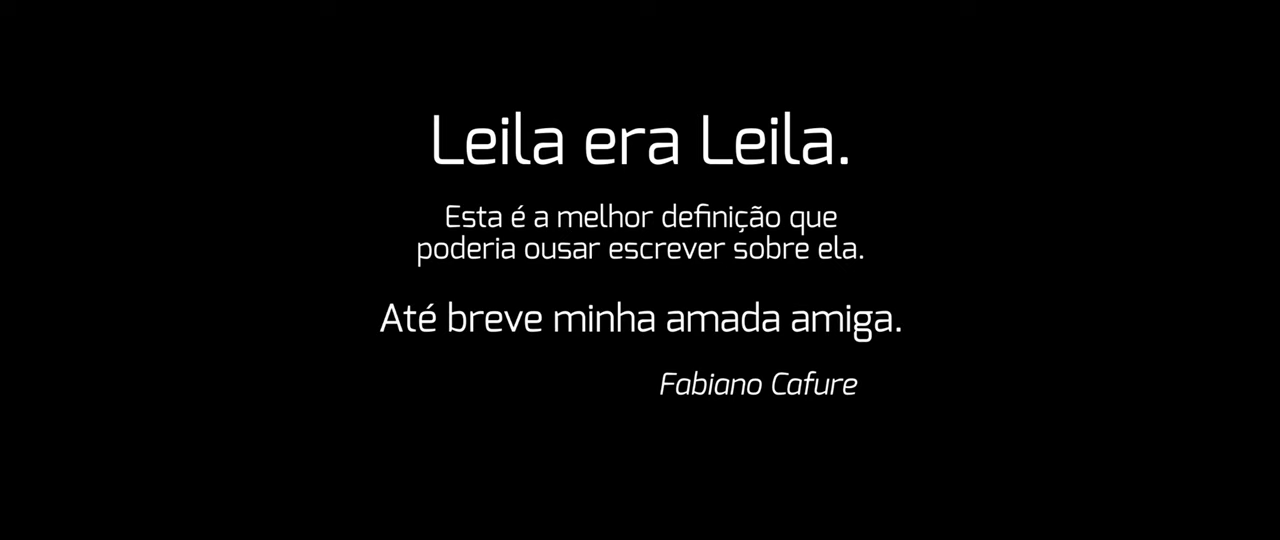 Leila era Leila.
Esta é a melhor definição que
poderia ousar escrever sobre ela.
Até breve minha amada amiga.
Fabiano Cafure